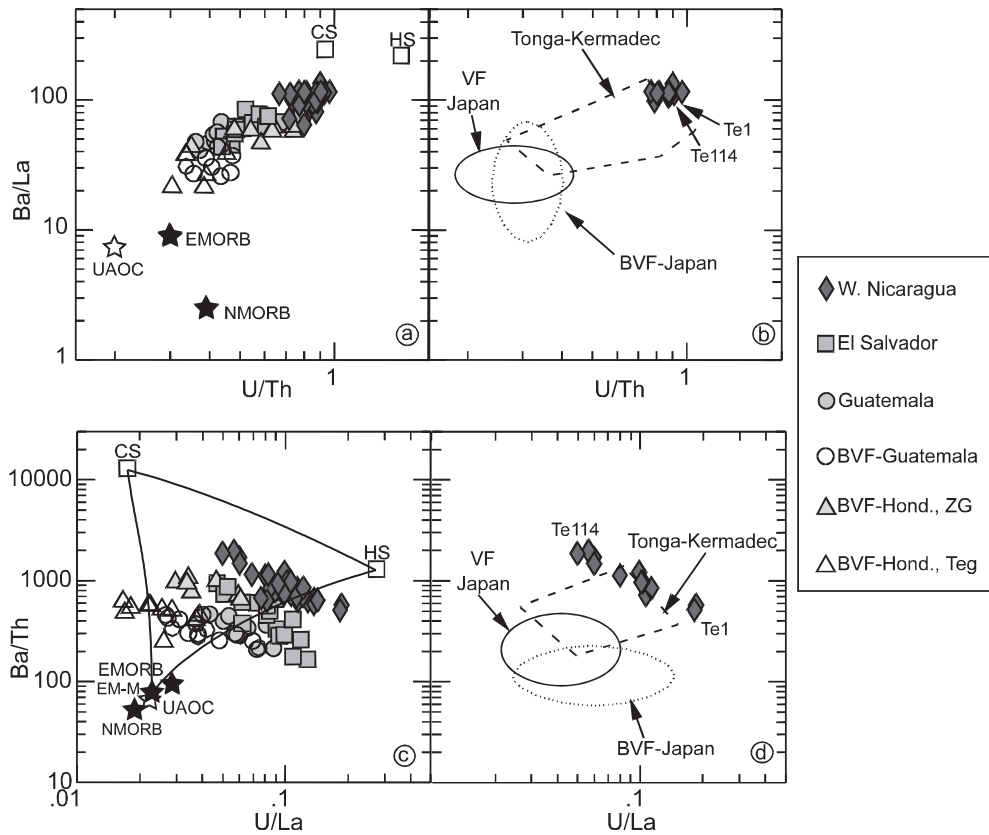 CS
HS
100
Ba/La
10
1
EMORB
UAOC
NMORB
a
1
U/Th
Tonga-Kermadec
VF
Japan
Te1
Te114
BVF-Japan
b
1
U/Th
W. Nicaragua
El Salvador
Guatemala
BVF-Guatemala
BVF-Hond., ZG
BVF-Hond., Teg
CS
10000
HS
1000
Ba/Th
100
EMORB
EM-M
UAOC
NMORB
10
c
.01
.1
U/La
Te114
Tonga-Kermadec
VF
Japan
Te1
BVF-Japan
d
.1
U/La